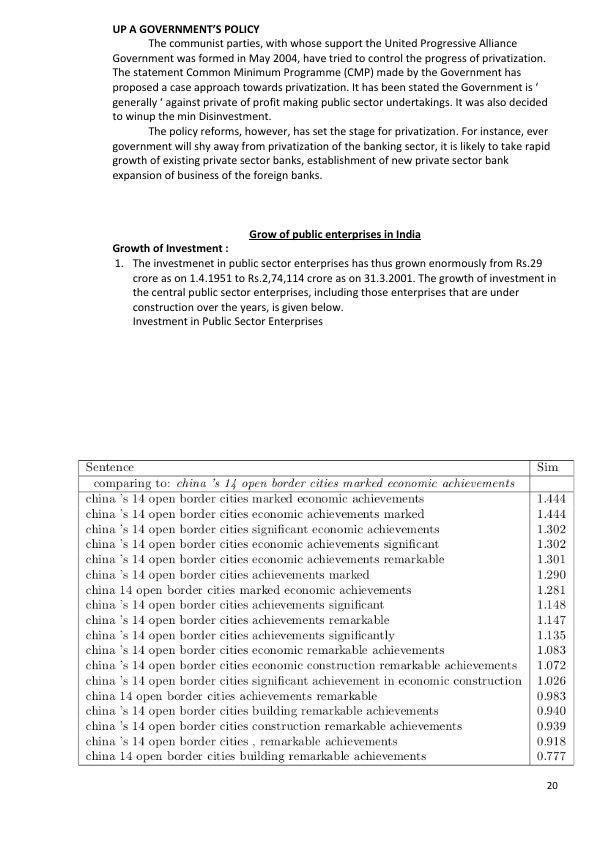 UP A GOVERNMENT’S POLICY
The communist parties, with whose support the United Progressive Alliance
Government was formed in May 2004, have tried to control the progress of privatization.
The statement Common Minimum Programme (CMP) made by the Government has
proposed a case approach towards privatization. It has been stated the Government is ‘
generally ‘ against private of profit making public sector undertakings. It was also decided
to winup the min Disinvestment.
The policy reforms, however, has set the stage for privatization. For instance, ever
government will shy away from privatization of the banking sector, it is likely to take rapid
growth of existing private sector banks, establishment of new private sector bank
expansion of business of the foreign banks.
Grow of public enterprises in India
Growth of Investment :
1. The investmenet in public sector enterprises has thus grown enormously from Rs.29
crore as on 1.4.1951 to Rs.2,74,114 crore as on 31.3.2001. The growth of investment in
the central public sector enterprises, including those enterprises that are under
construction over the years, is given below.
Investment in Public Sector Enterprises
Sentence Sim
comparing to: china 's 14 open border cities marked economic achievements
china 's 14 open border cities marked economic achievements 1.444
china 's 14 open border cities economic achievements marked 1.444
china 's 14 open border cities significant economic achievements 1.302
china 's 14 open border cities economic achievements significant 1.302
china 's 14 open border cities economic achievements remarkable 1.301
china 's 14 open border cities achievements marked 1.290
china 14 open border cities marked economic achievements 1.281
china 's 14 open border cities achievements significant 1.148
china 's 14 open border cities achievements remarkable 1.147
china 's 14 open border cities achievements significantly 1.135
china 's 14 open border cities economic remarkable achievements 1.083
china 's 14 open border cities economic construction remarkable achievements 1.072
china 's 14 open border cities significant achievement in economic construction 1.026
china 14 open border cities achievements remarkable 0.983
china 's 14 open border cities building remarkable achievements 0.940
china 's 14 open border cities construction remarkable achievements 0.939
china 's 14 open border cities , remarkable achievements 0.918
china 14 open border cities building remarkable achievements 0.777
20